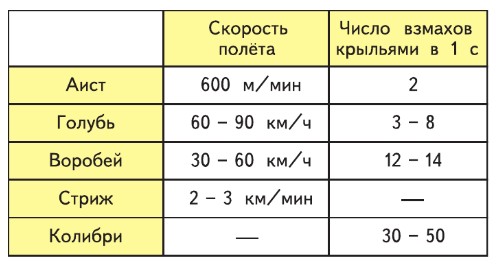 Скорость полёта Число взмахов крыльями в 1 с
Аист 600 м/мин 2
Голубь 60 – 90 км/ч 3 – 8
Воробей 30 – 60 км/ч 12 – 14
Стриж 2 – 3 км/мин —
Колибри — 30 – 50